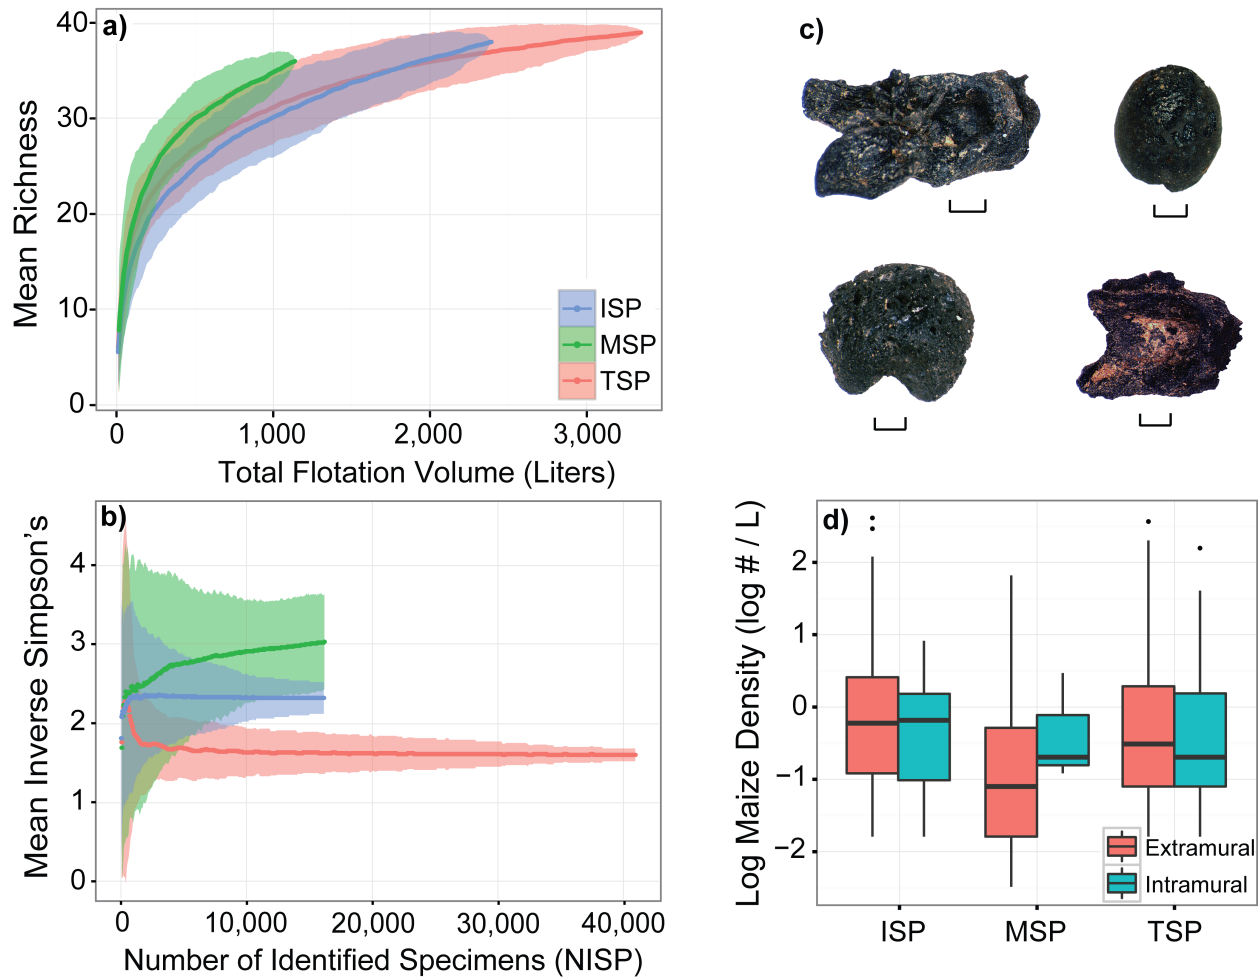 a)
40
30
20
10
0
Mean Richness
ISP
MSP
TSP
0 1,000 2,000 3,000
Total Flotation Volume (Liters)
c)
b)
4
3
2
1
0
Mean Inverse Simpson's
0 10,000 20,000 30,000 40,000
Number of Identified Specimens (NISP)
d)
2
1
0
−1
−2
Log Maize Density (log # / L)
Extramural
Intramural
ISP MSP TSP